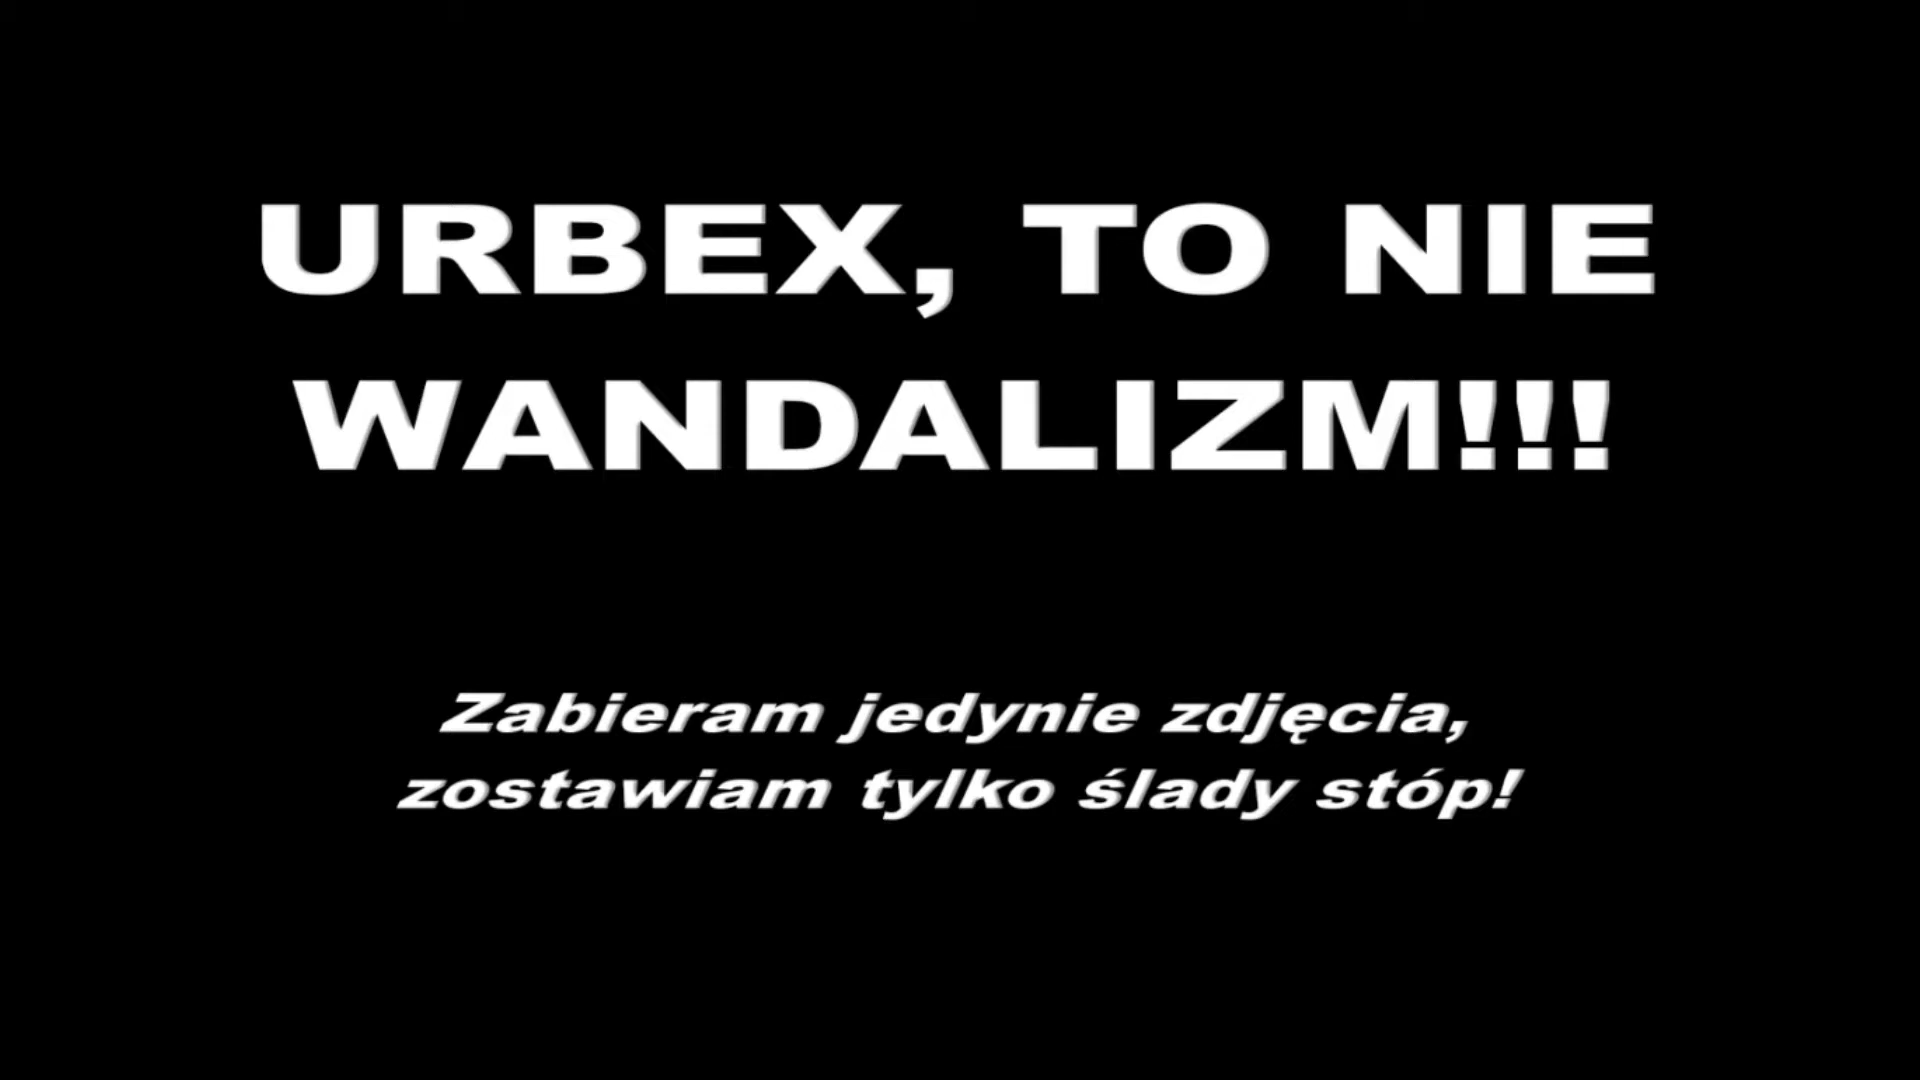 URBEX, TO NIE
WANDALIZM!!!
Zabieram jedynie zdjęcia,
zostawiam tylko ślady stóp!